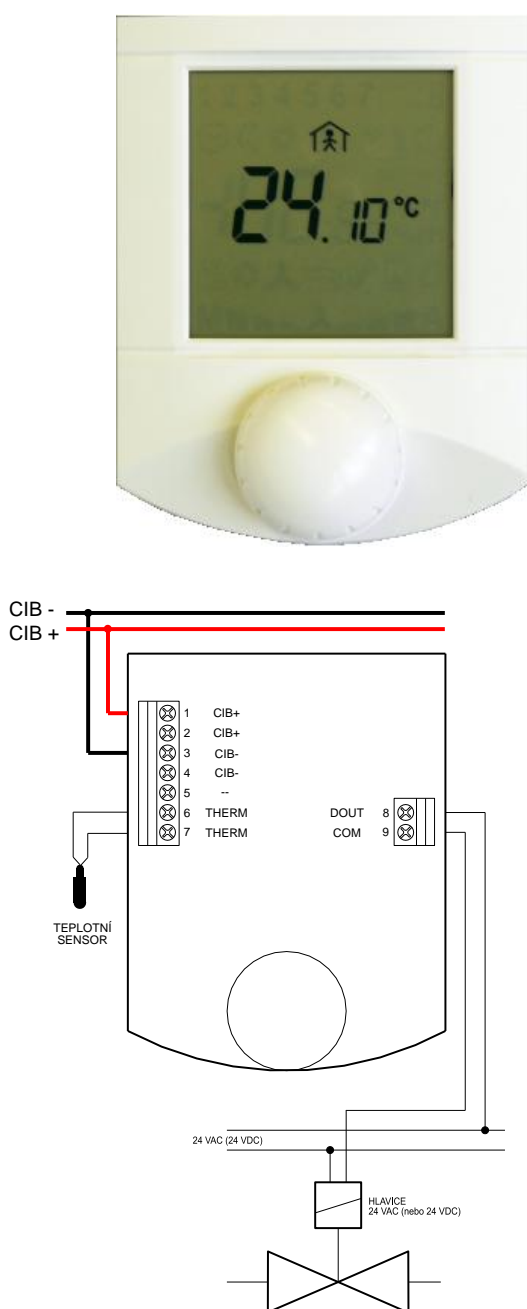 24.10 °C
CIB -
CIB +
1 CIB+
2 CIB+
3 CIB-
4 CIB-
5 --
6 THERM
7 THERM
DOUT 8
COM 9
TEPLOTNÍ
SENSOR
24 VAC (24 VDC)
HLAVICE
24 VAC (nebo 24 VDC)